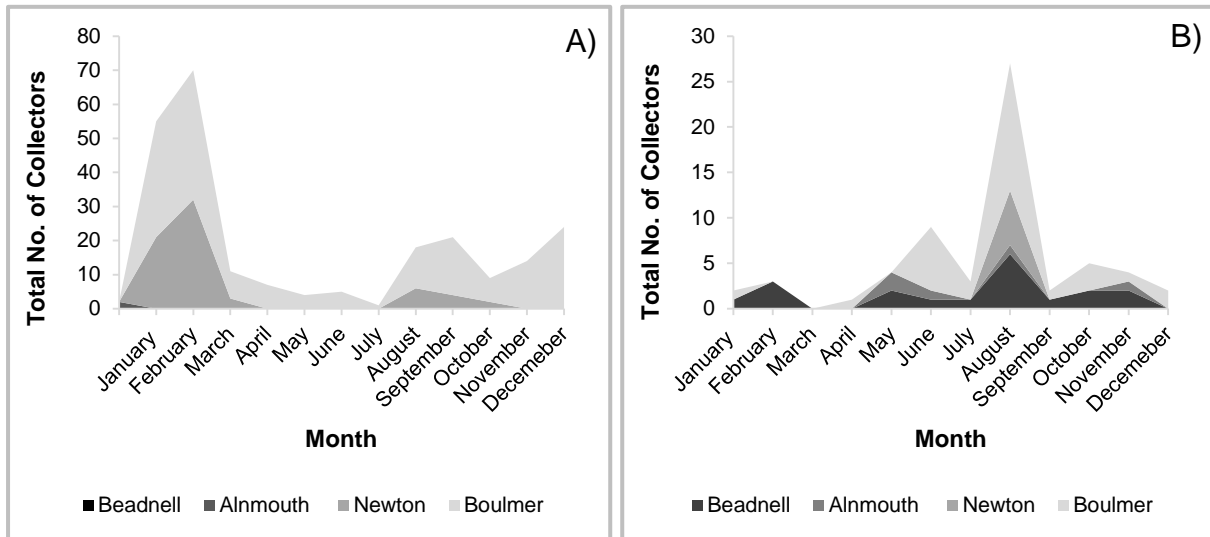 A)
Total No. of Collectors
80
70
60
50
40
30
20
10
0
January
February
March
April
May
June
July
August
September
October
November
Decemeber
Month
Beadnell Alnmouth Newton Boulmer
B)
Total No. of Collectors
30
25
20
15
10
5
0
January
February
March
April
May
June
July
August
September
October
November
Decemeber
Month
Beadnell Alnmouth Newton Boulmer